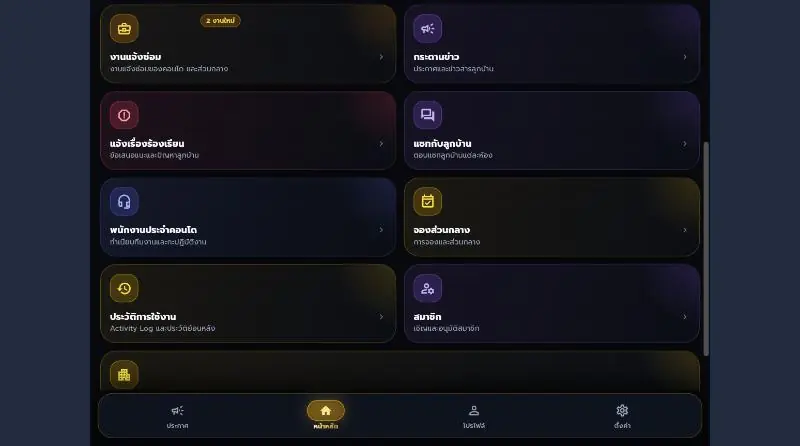 2 งานใหม่
งานแจ้งซ่อม
งานแจ้งซ่อมของคอนโด และส่วนกลาง
กระดานข่าว
ประกาศและข่าวสารลูกบ้าน
แจ้งเรื่องร้องเรียน
ข้อเสนอแนะและปัญหาลูกบ้าน
แชทกับลูกบ้าน
ตอบแชทลูกบ้านแต่ละห้อง
พนักงานประจำคอนโด
ทำเนียบทีมงานและกะปฏิบัติงาน
จองส่วนกลาง
การจองและส่วนกลาง
ประวัติการใช้งาน
Activity Log และประวัติย้อนหลัง
สมาชิก
เชิญและอนุมัติสมาชิก
ประกาศ
หน้าหลัก
โปรไฟล์
ตั้งค่า